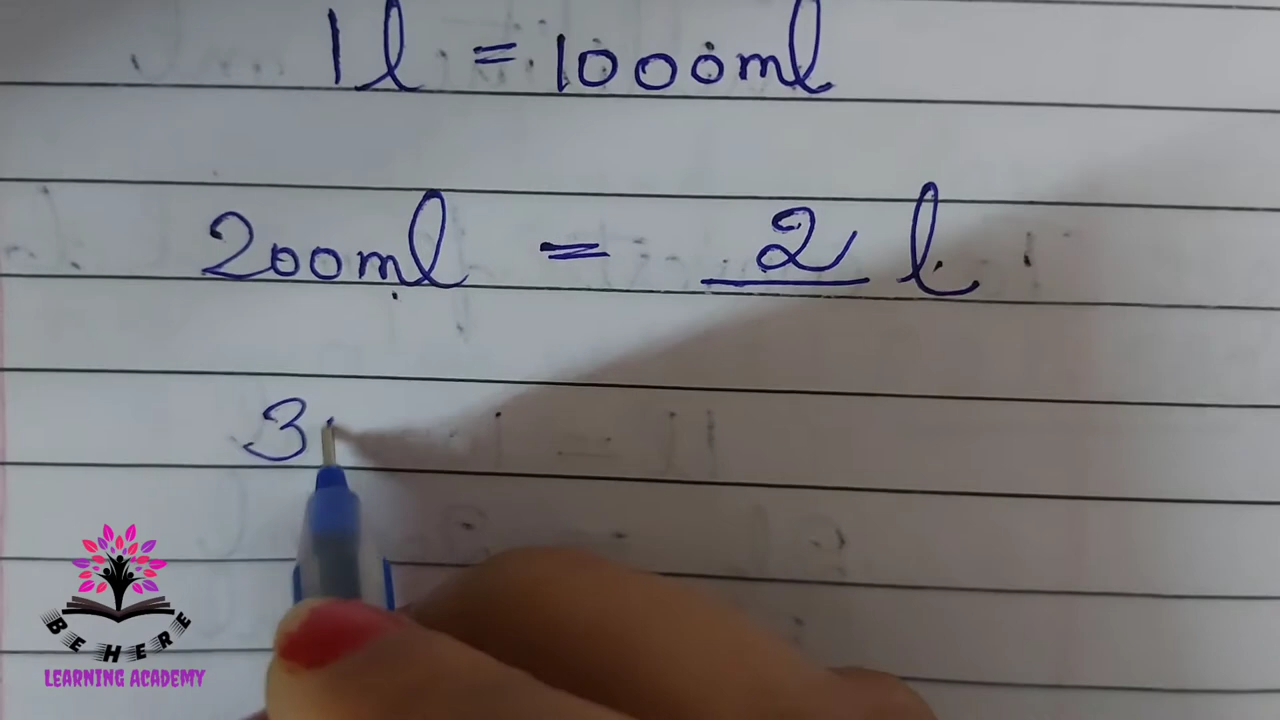 1l = 1000ml
200ml = 2 l
3
BEHERE
LEARNING ACADEMY